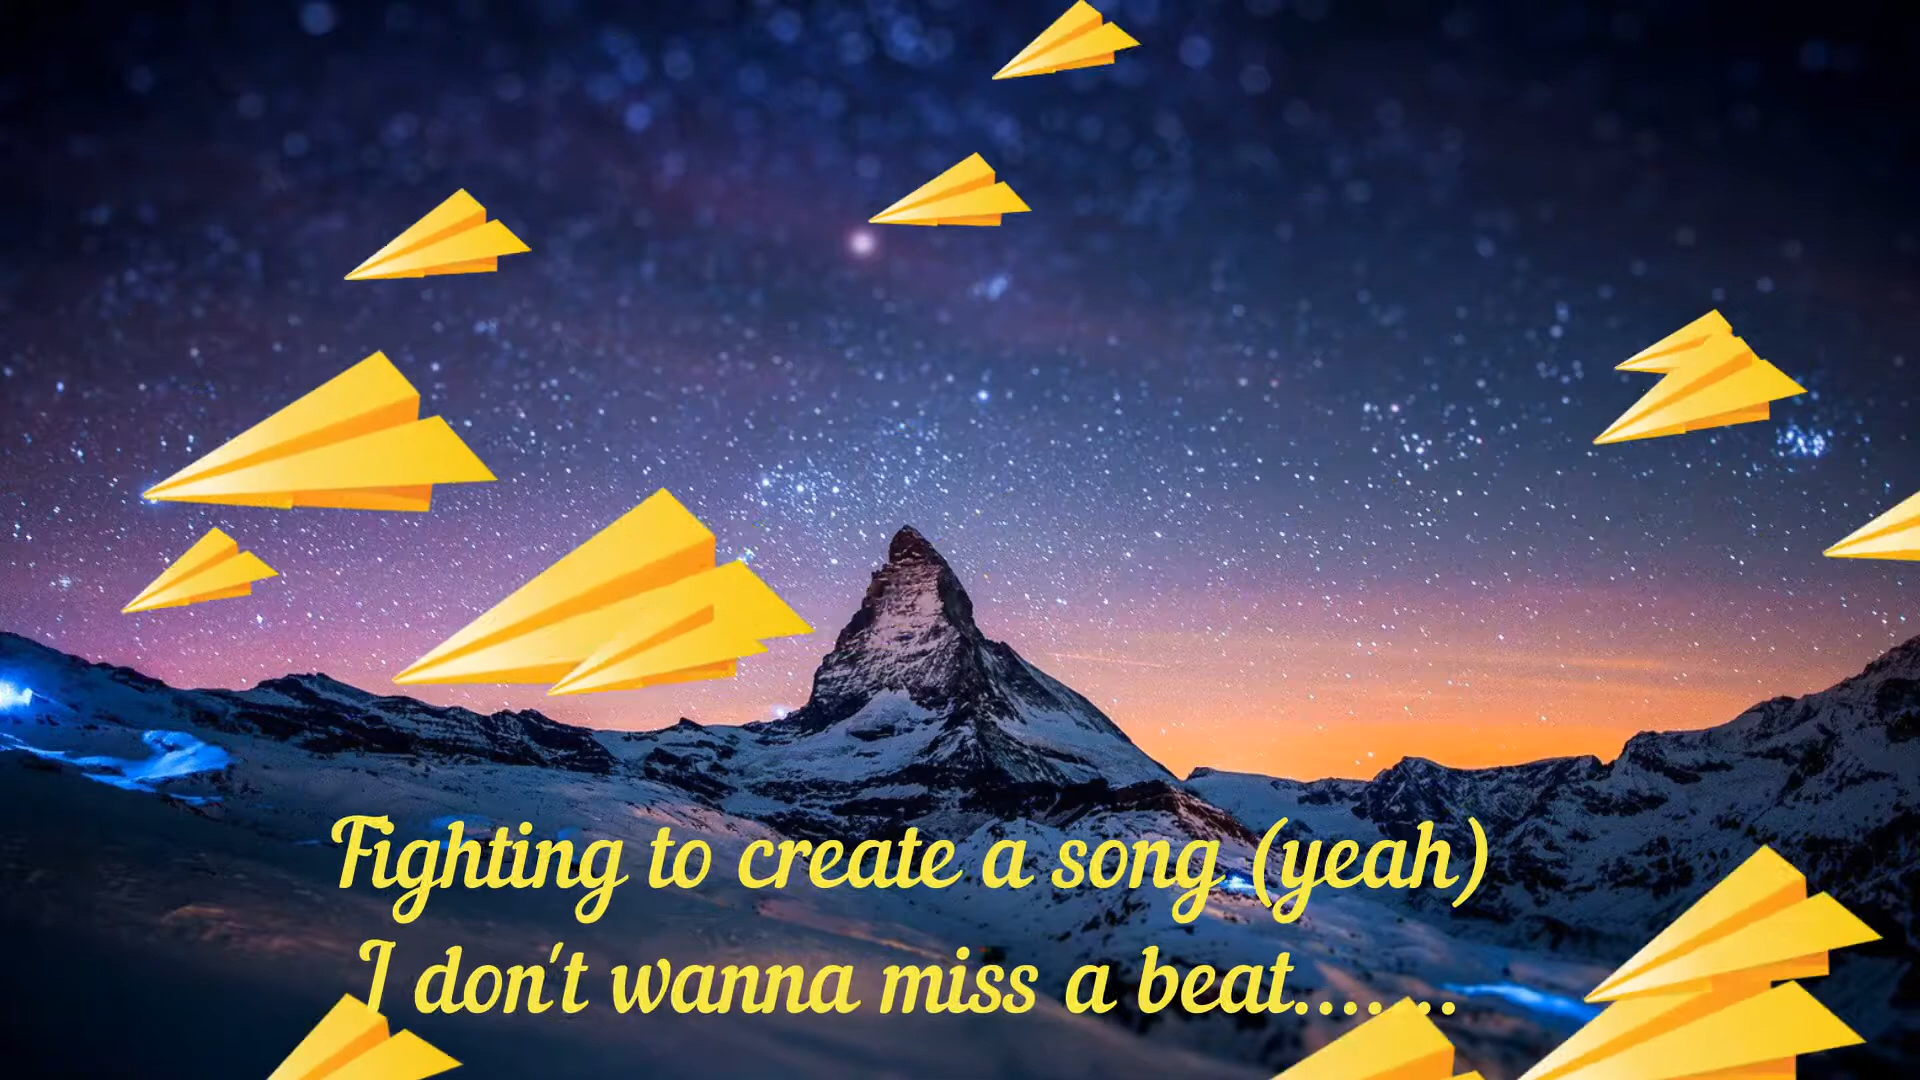 Fighting to create a song (yeah)
I don't wanna miss a beat.......